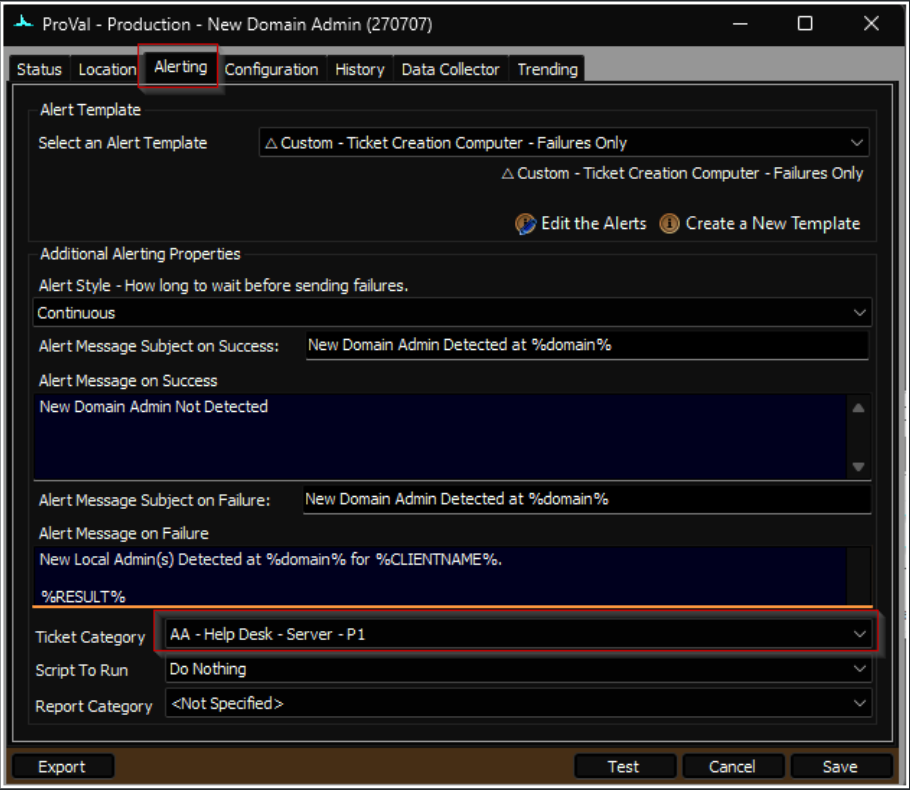 ProVal - Production - New Domain Admin (270707)
Status Location Alerting Configuration History Data Collector Trending
Alert Template
Select an Alert Template △ Custom - Ticket Creation Computer - Failures Only
△ Custom - Ticket Creation Computer - Failures Only
Edit the Alerts Create a New Template
Additional Alerting Properties
Alert Style - How long to wait before sending failures.
Continuous
Alert Message Subject on Success: New Domain Admin Detected at %domain%
Alert Message on Success
New Domain Admin Not Detected
Alert Message Subject on Failure: New Domain Admin Detected at %domain%
Alert Message on Failure
New Local Admin(s) Detected at %domain% for %CLIENTNAME%.
%RESULT%
Ticket Category AA - Help Desk - Server - P1
Script To Run Do Nothing
Report Category <Not Specified>
Export Test Cancel Save